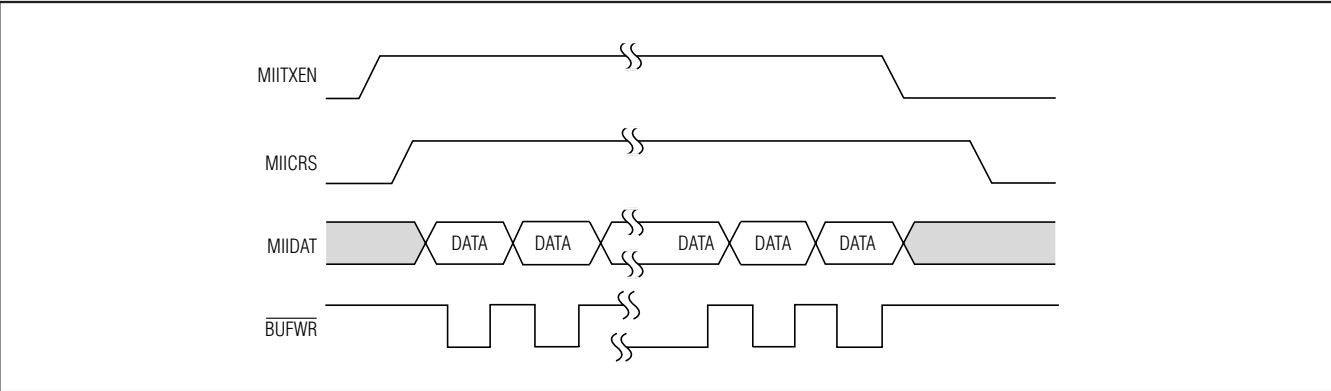 MIITXEN
MIICRS
MIIDAT DATA DATA DATA DATA DATA
BUFWR